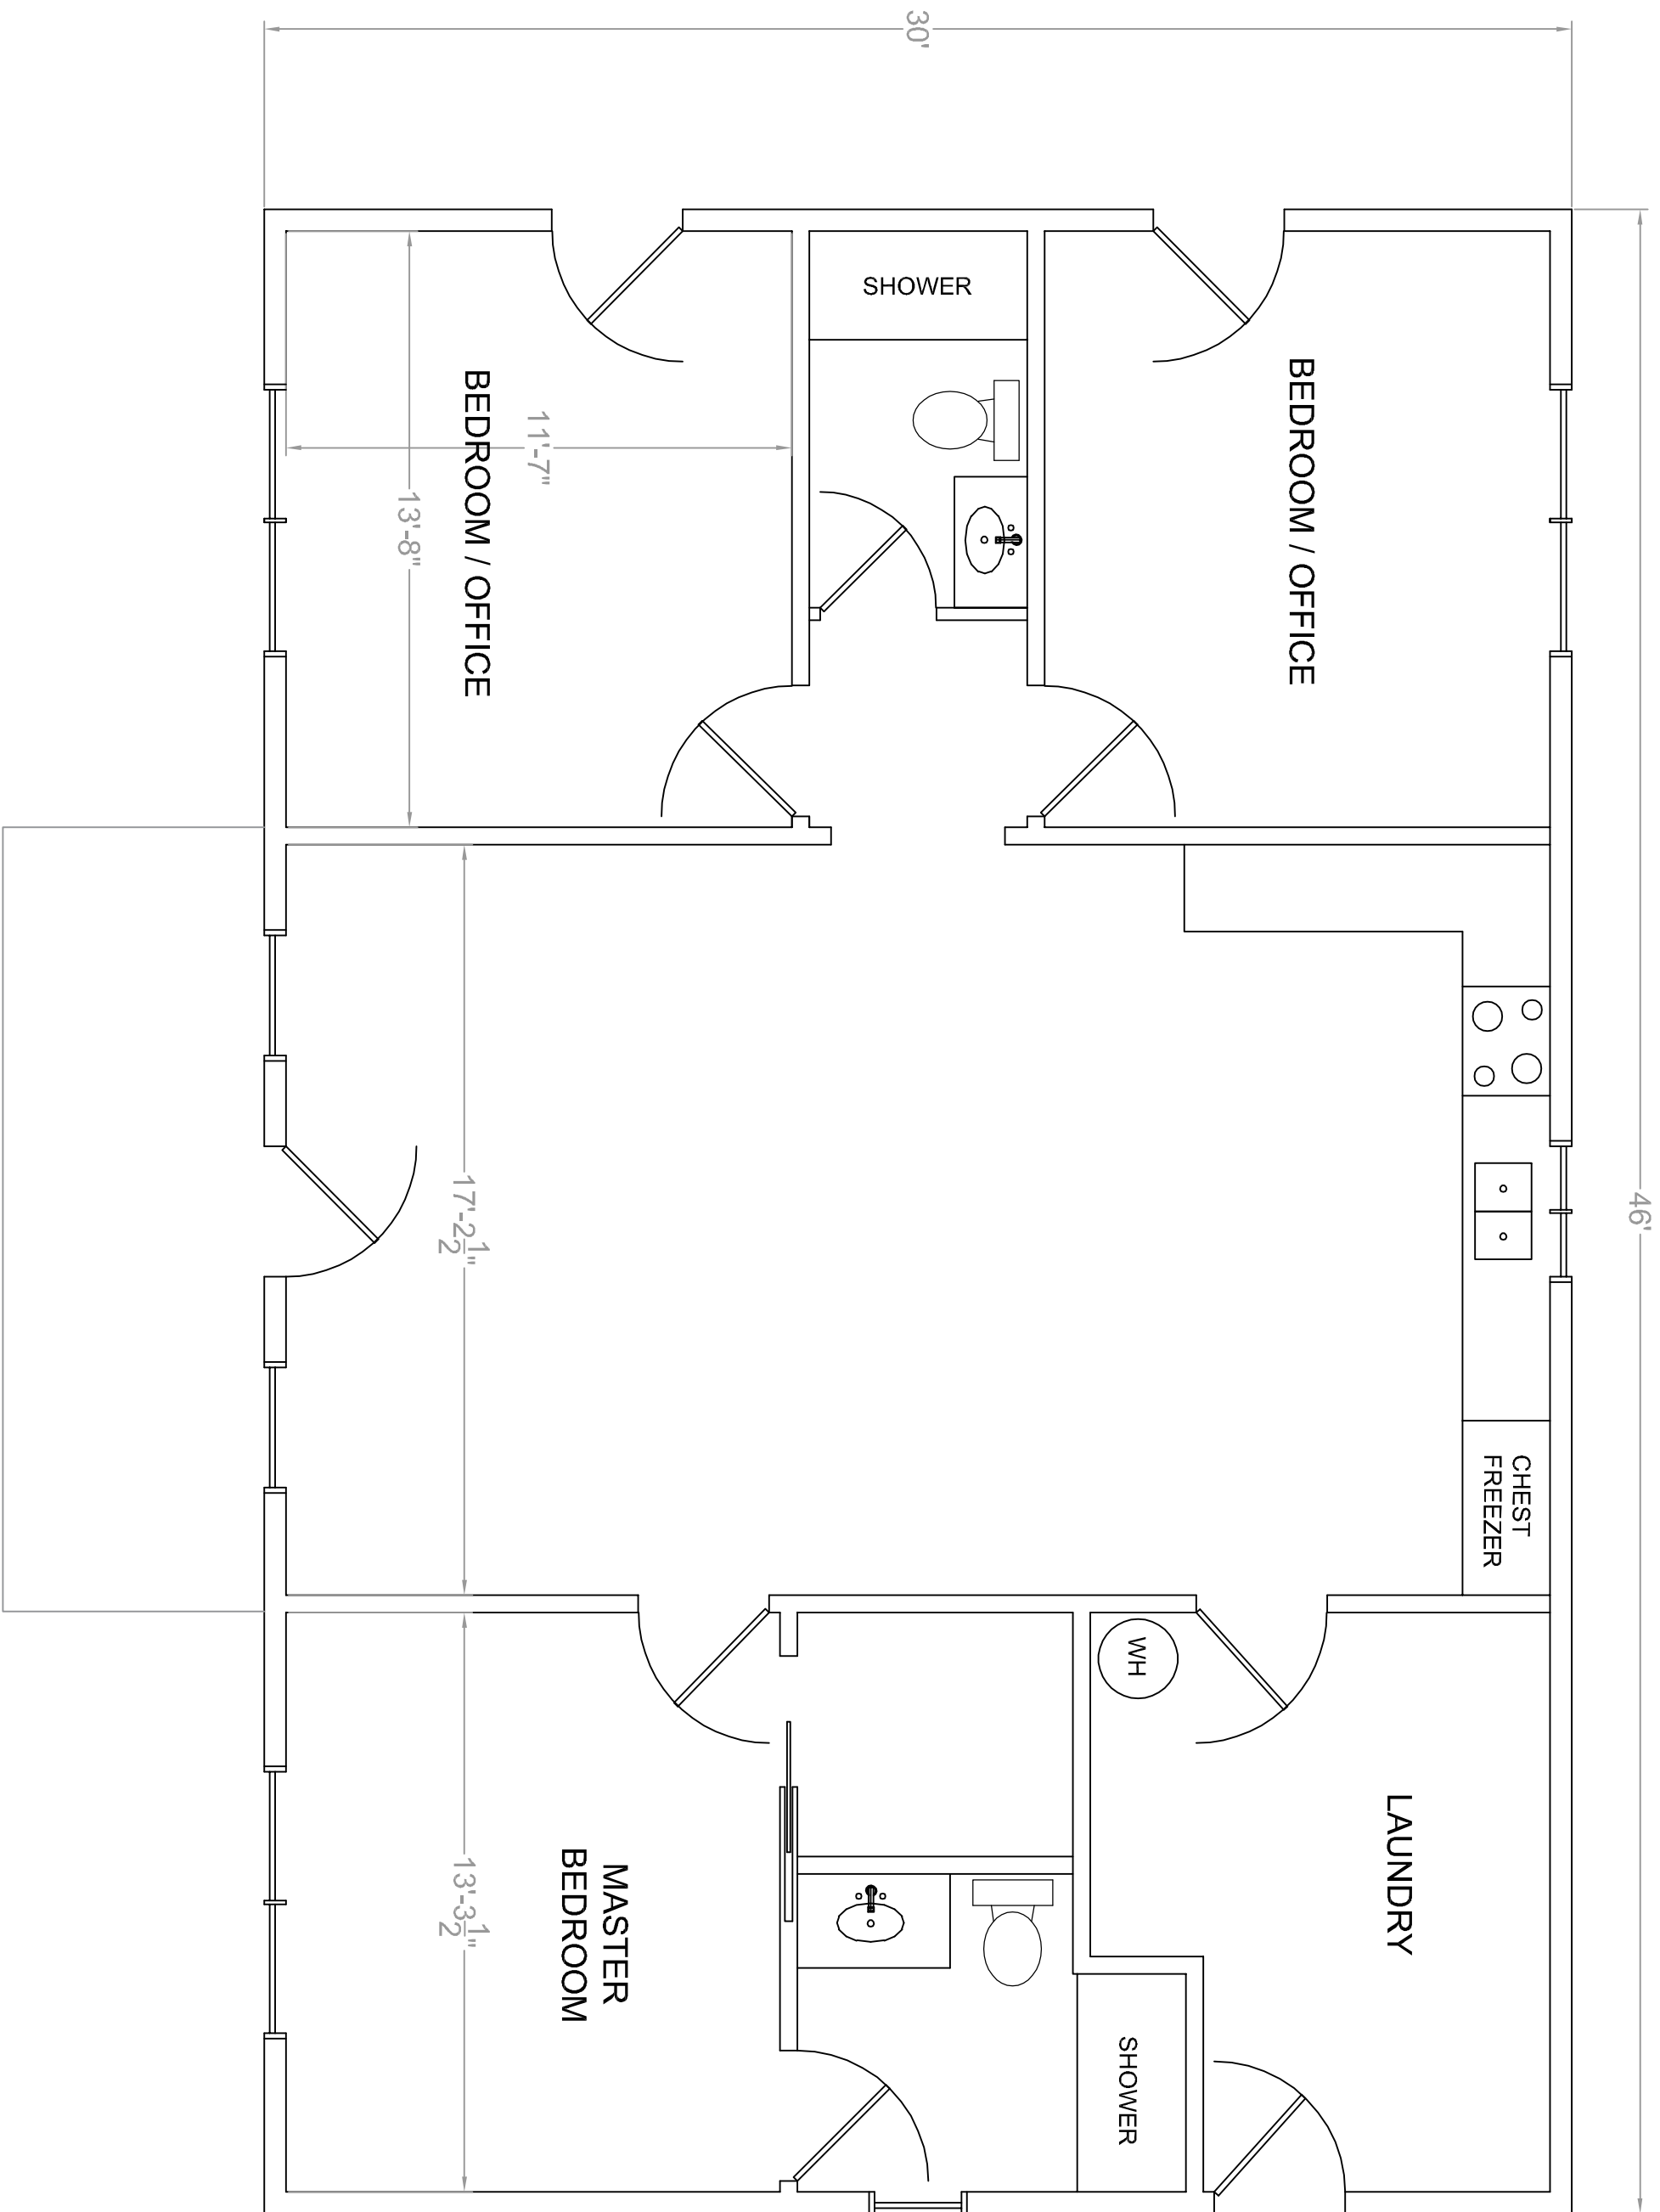 30'
SHOWER
BEDROOM / OFFICE
BEDROOM / OFFICE
11'-7"
13'-8"
46'
17'-2 1/2"
CHEST
FREEZER
WH
LAUNDRY
MASTER
BEDROOM
13'-3 1/2"
SHOWER